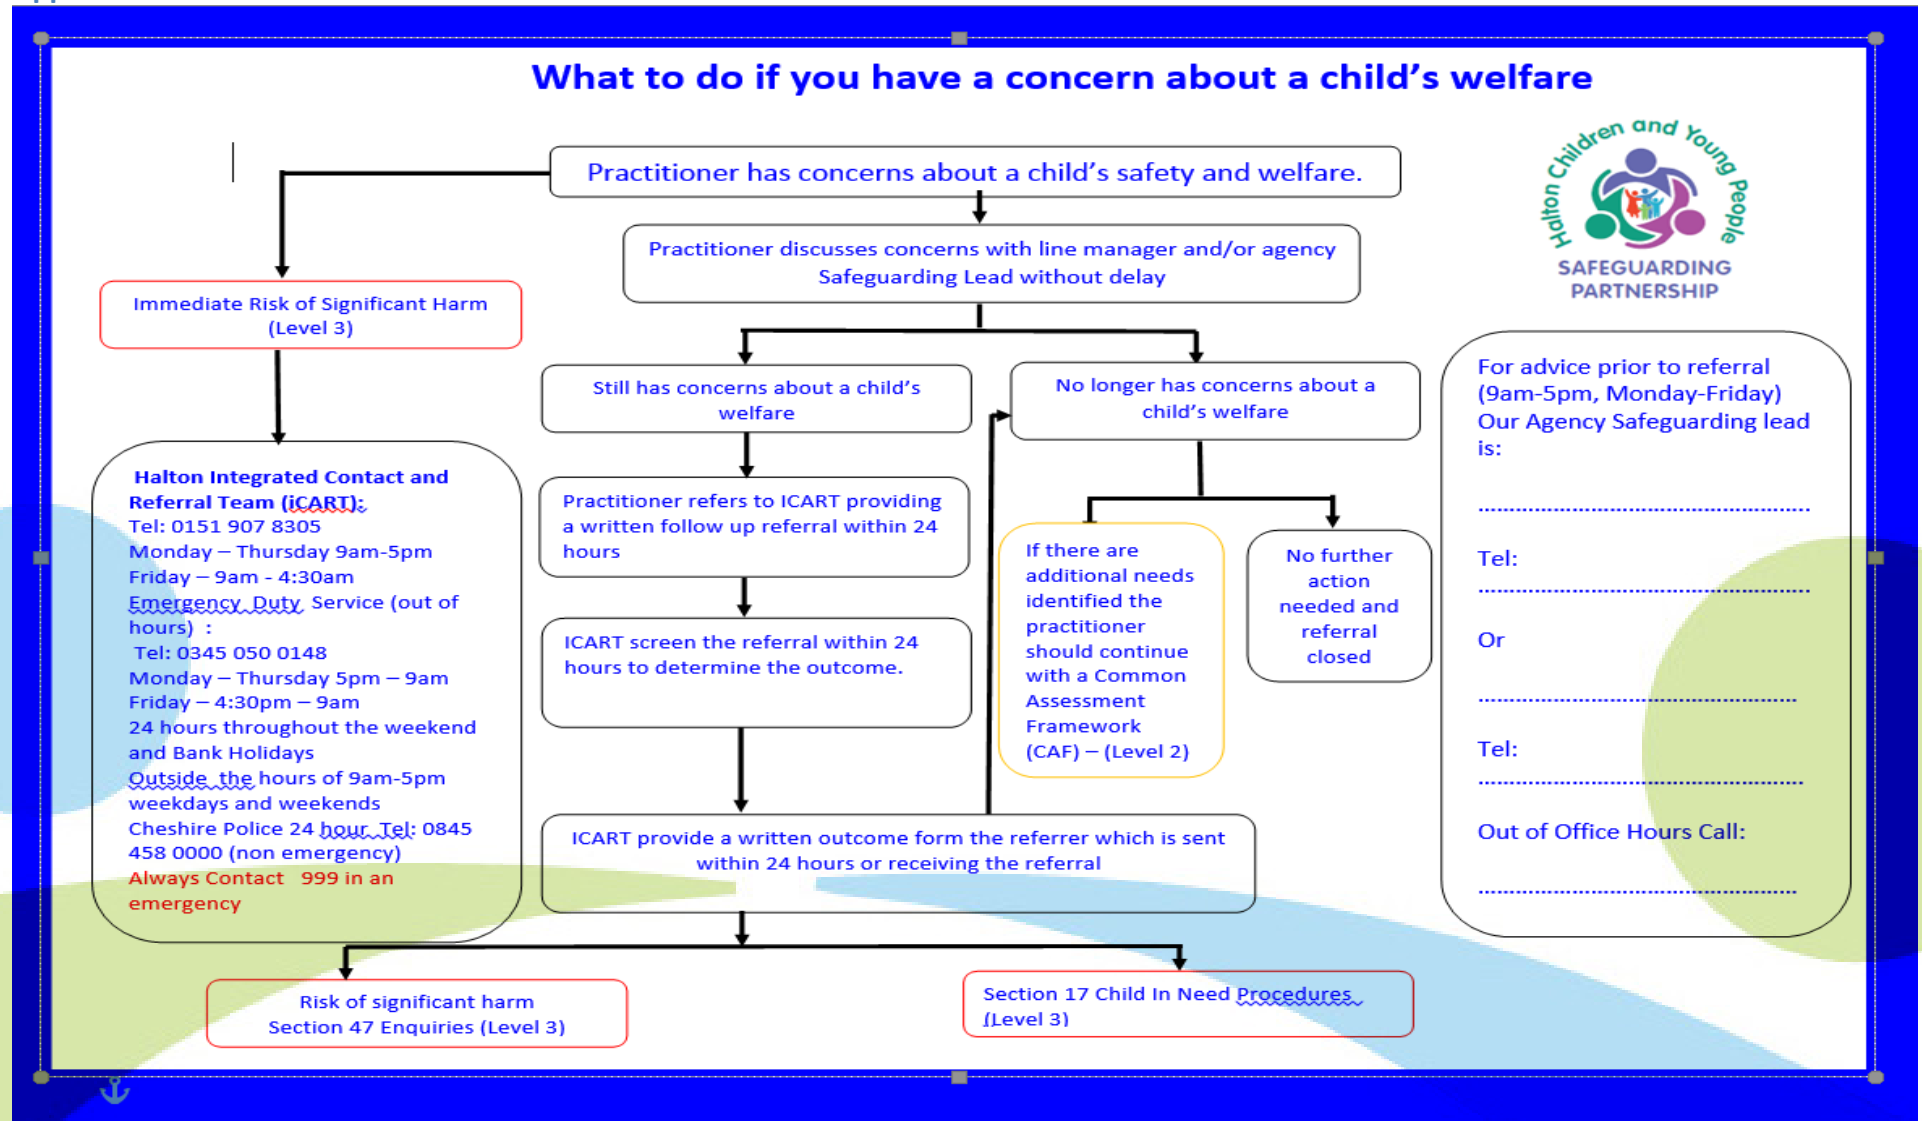 What to do if you have a concern about a child's welfare
Halton Children and Young People
SAFEGUARDING
PARTNERSHIP
Practitioner has concerns about a child's safety and welfare.
Practitioner discusses concerns with line manager and/or agency
Safeguarding Lead without delay
Immediate Risk of Significant Harm
(Level 3)
Still has concerns about a child's
welfare
No longer has concerns about a
child's welfare
Halton Integrated Contact and
Referral Team (iCART):
Tel: 0151 907 8305
Monday – Thursday 9am-5pm
Friday – 9am - 4:30am
Emergency Duty Service (out of
hours) :
Tel: 0345 050 0148
Monday – Thursday 5pm – 9am
Friday – 4:30pm – 9am
24 hours throughout the weekend
and Bank Holidays
Outside the hours of 9am-5pm
weekdays and weekends
Cheshire Police 24 hour Tel: 0845
458 0000 (non emergency)
Always Contact 999 in an
emergency
Practitioner refers to ICART providing
a written follow up referral within 24
hours
ICART screen the referral within 24
hours to determine the outcome.
If there are
additional needs
identified the
practitioner
should continue
with a Common
Assessment
Framework
(CAF) – (Level 2)
No further
action
needed and
referral
closed
ICART provide a written outcome form the referrer which is sent
within 24 hours or receiving the referral
Risk of significant harm
Section 47 Enquiries (Level 3)
Section 17 Child In Need Procedures
(Level 3)
For advice prior to referral
(9am-5pm, Monday-Friday)
Our Agency Safeguarding lead
is:
....................................................
Tel:
....................................................
Or
..................................................
Tel:
...................................................
Out of Office Hours Call:
..................................................